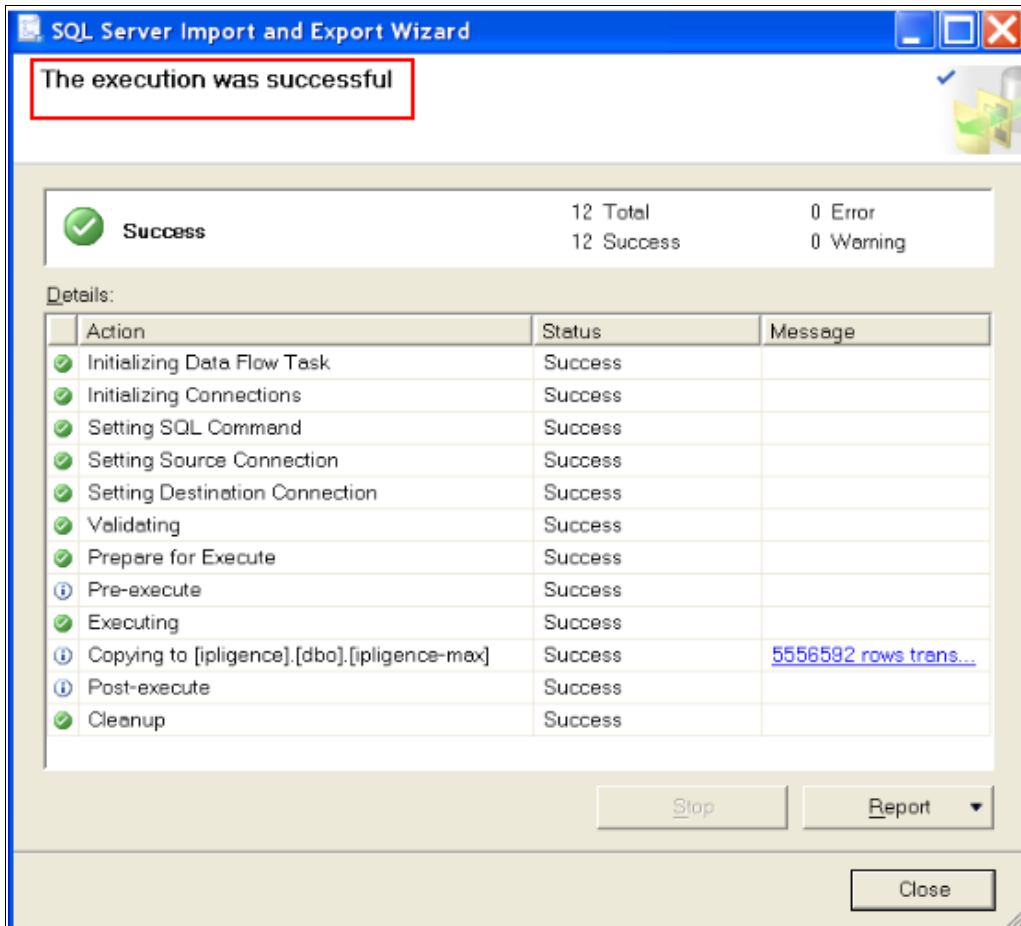 SQL Server Import and Export Wizard
The execution was successful
Success
12 Total
0 Error
12 Success
0 Warning
Details:
Action Status Message
Initializing Data Flow Task Success
Initializing Connections Success
Setting SQL Command Success
Setting Source Connection Success
Setting Destination Connection Success
Validating Success
Prepare for Execute Success
Pre-execute Success
Executing Success
Copying to [ipligence].[dbo].[ipligence-max] Success 5556592 rows trans...
Post-execute Success
Cleanup Success
Stop
Report
Close